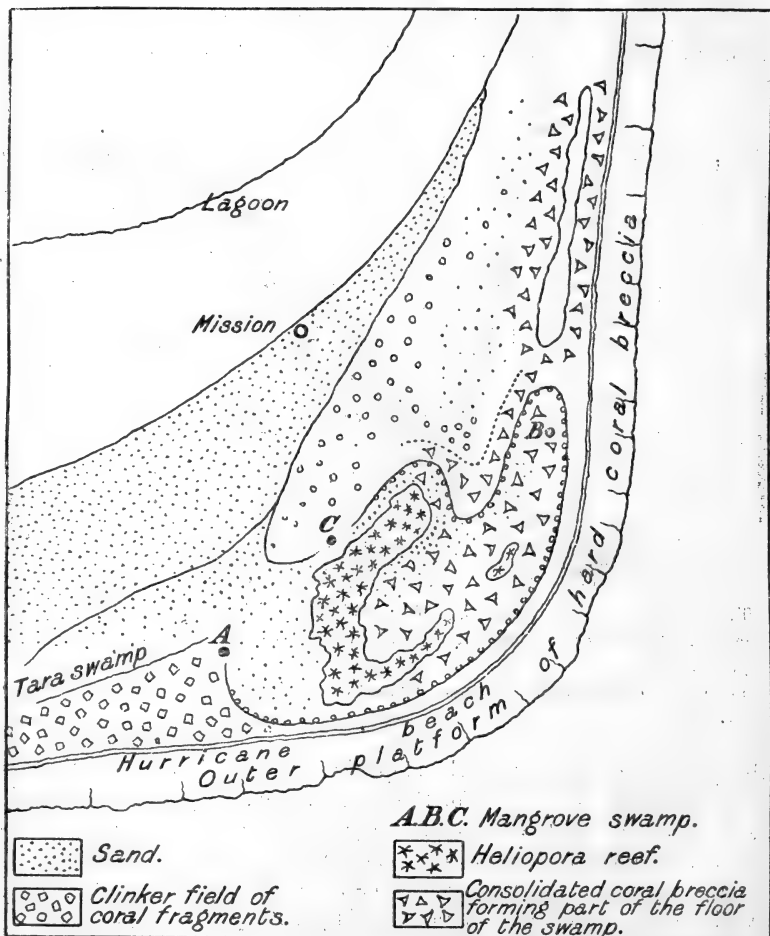 Lagoon
Mission
C
B
A
Tara swamp
Hurricane beach
Outer platform of hard coral breccia
A.B.C. Mangrove swamp.
Sand.
Heliopora reef.
Clinker field of
coral fragments.
Consolidated coral breccia
forming part of the floor
of the swamp.